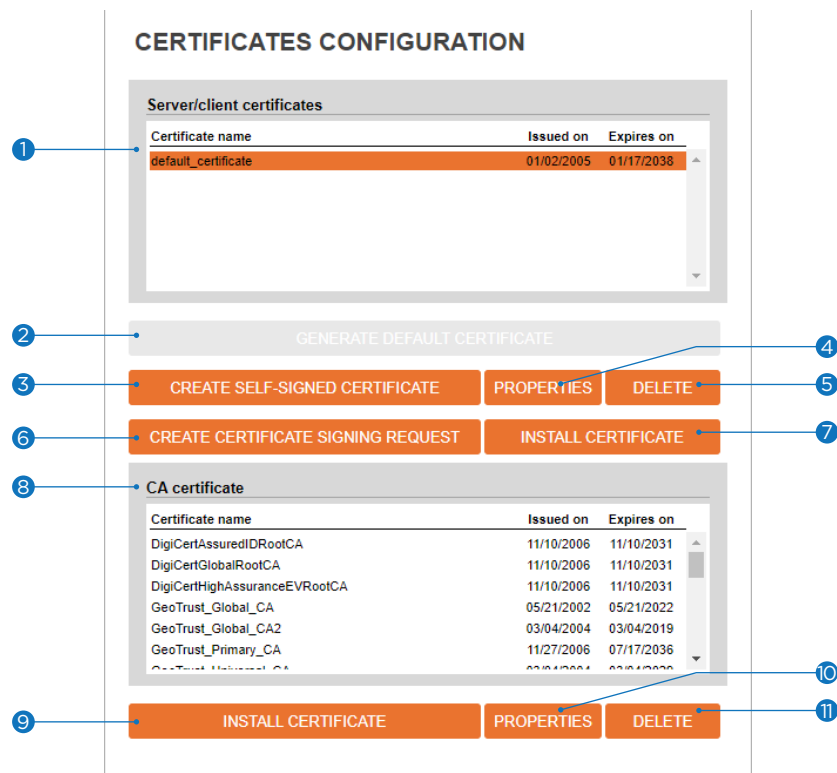 CERTIFICATES CONFIGURATION
Server/client certificates
Certificate name Issued on Expires on
1
default_certificate 01/02/2005 01/17/2038
2 GENERATE DEFAULT CERTIFICATE
4
3 CREATE SELF-SIGNED CERTIFICATE PROPERTIES DELETE 5
6 CREATE CERTIFICATE SIGNING REQUEST INSTALL CERTIFICATE 7
8 CA certificate
Certificate name Issued on Expires on
DigiCertAssuredIDRootCA 11/10/2006 11/10/2031
DigiCertGlobalRootCA 11/10/2006 11/10/2031
DigiCertHighAssuranceEVRootCA 11/10/2006 11/10/2031
GeoTrust_Global_CA 05/21/2002 05/21/2022
GeoTrust_Global_CA2 03/04/2004 03/04/2019
GeoTrust_Primary_CA 11/27/2006 07/17/2036
10
9 INSTALL CERTIFICATE PROPERTIES DELETE 11